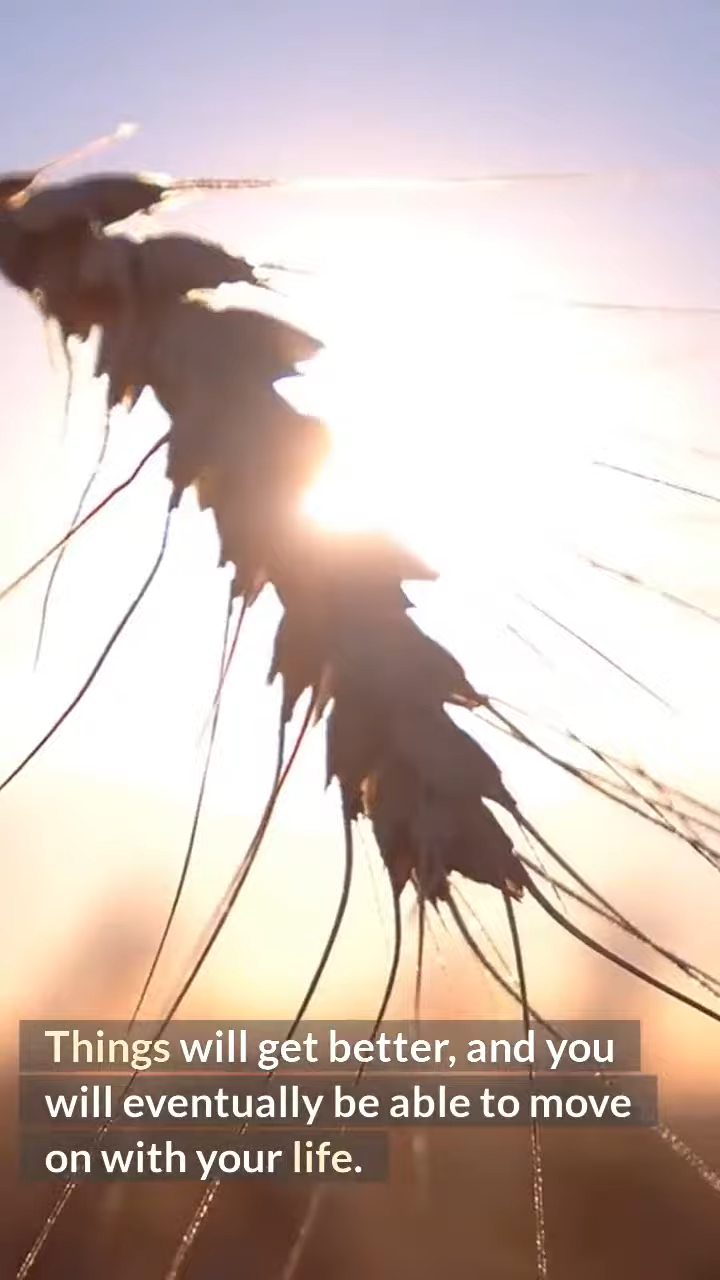 Things will get better, and you
will eventually be able to move
on with your life.